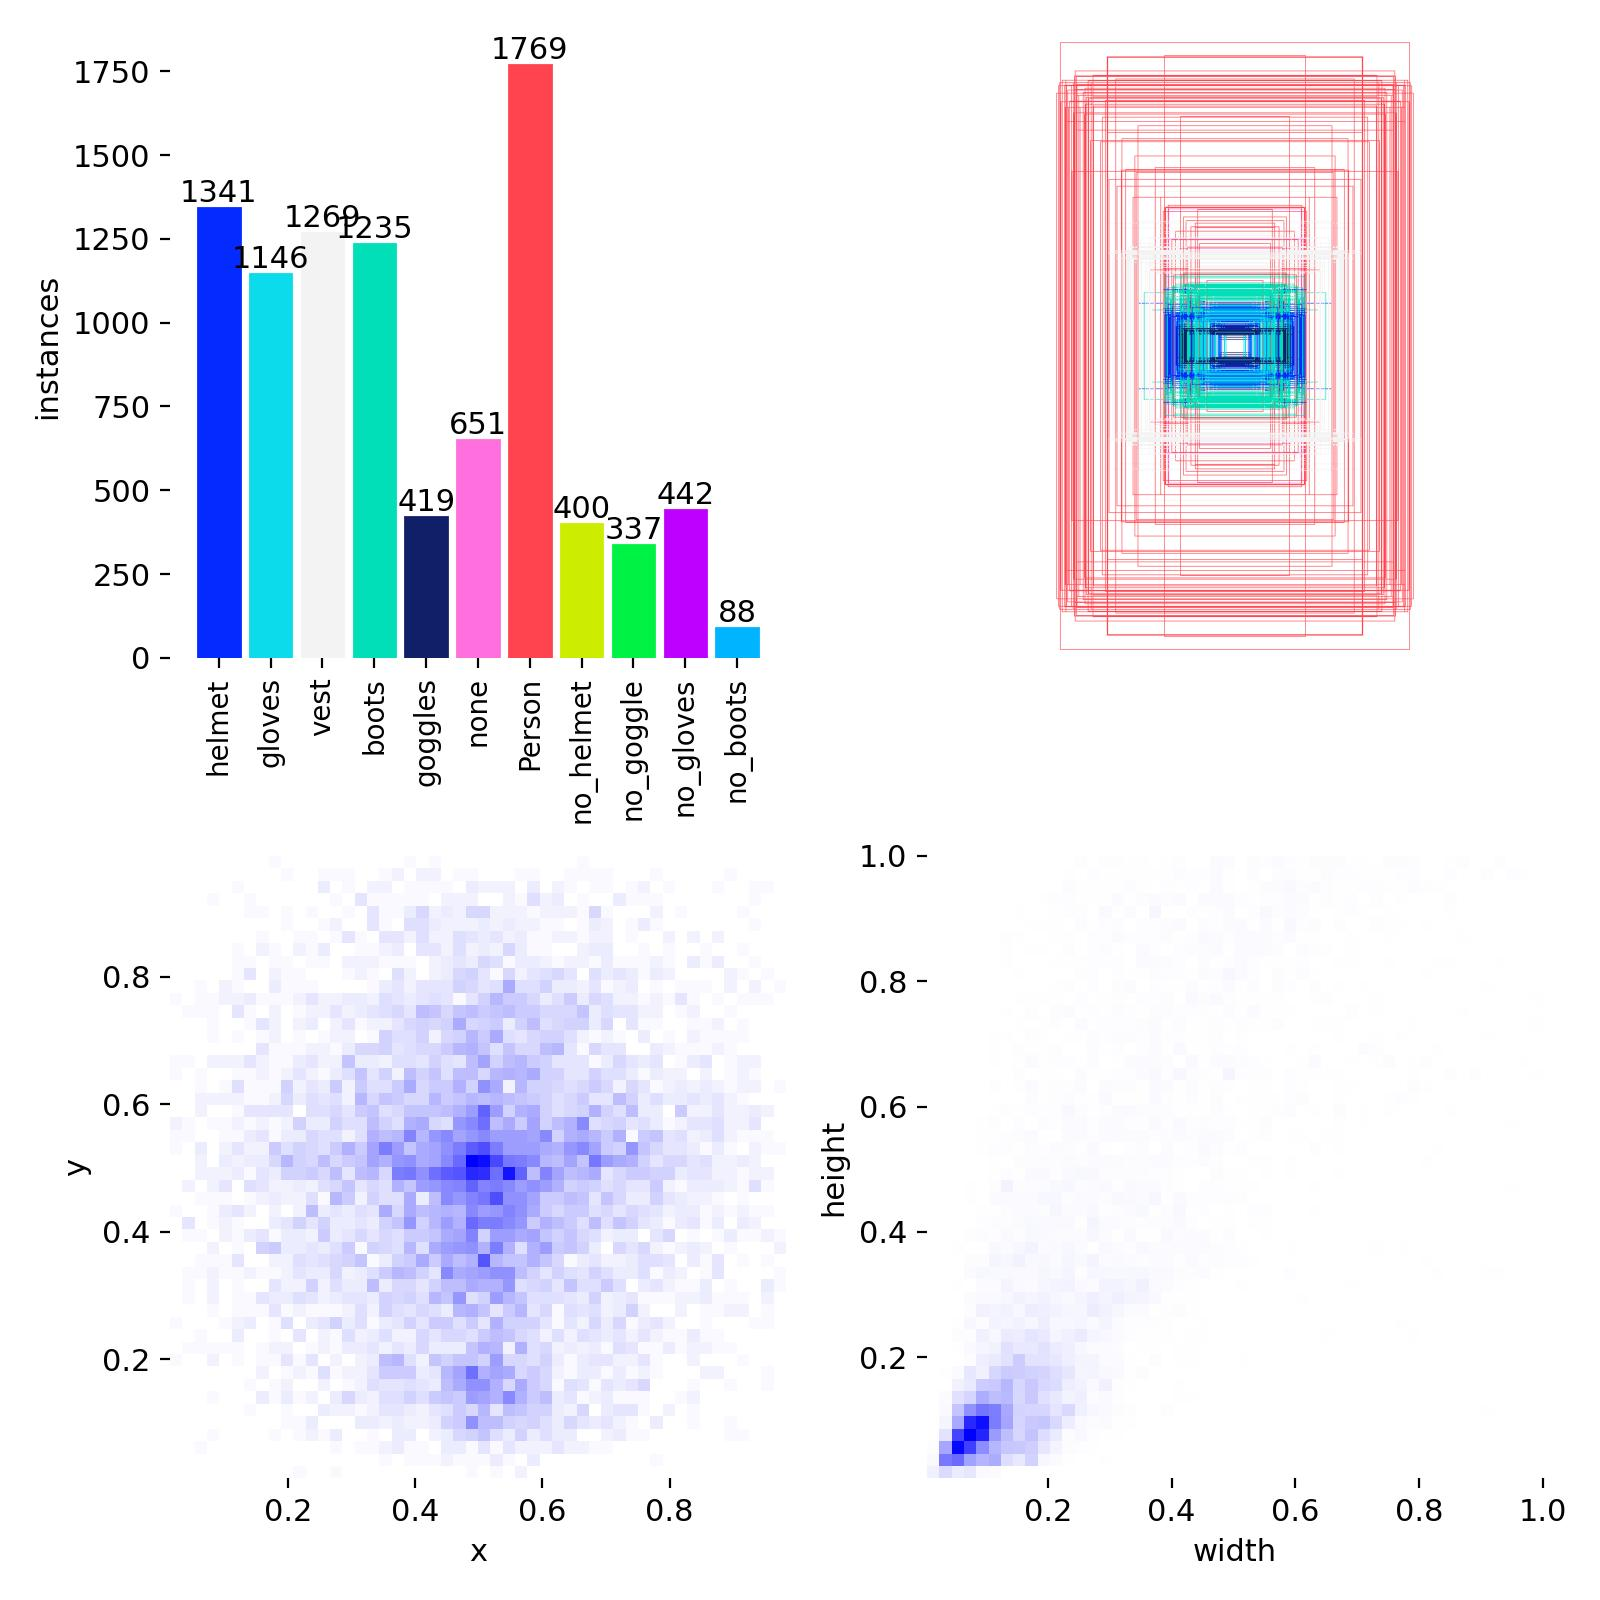 1769
1750
1500
1341
1269
1250
1235
1146
1000
750
651
500
419
400
442
337
250
88
0
instances
helmet
gloves
vest
boots
goggles
none
Person
no_helmet
no_goggle
no_gloves
no_boots
0.8
0.6
0.4
0.2
y
0.2 0.4 0.6 0.8
x
1.0
0.8
0.6
0.4
0.2
height
0.2 0.4 0.6 0.8 1.0
width